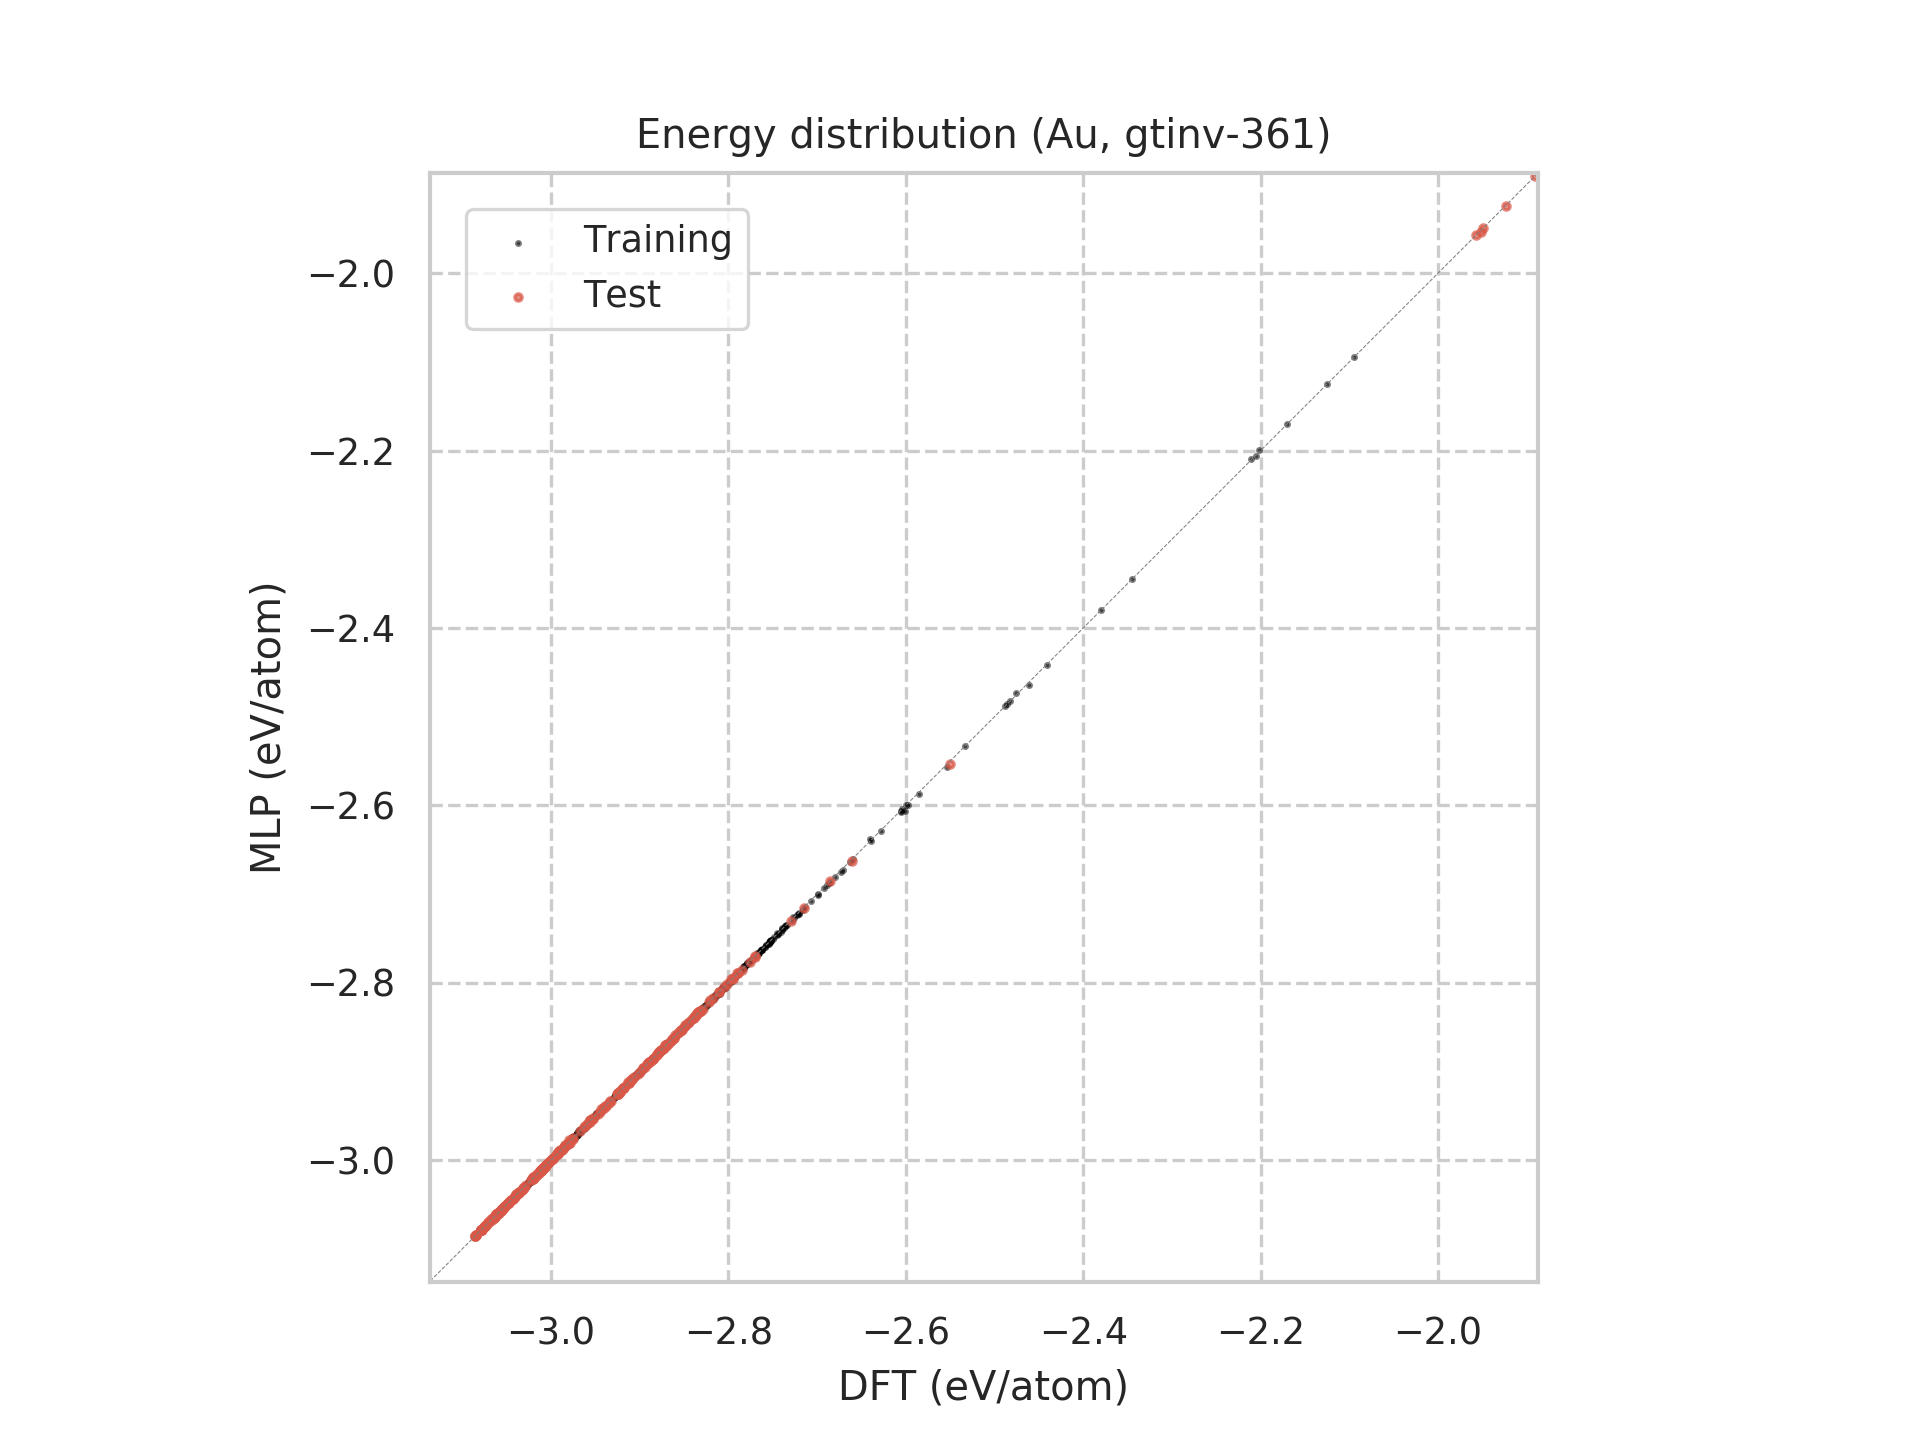 Energy distribution (Au, gtinv-361)
Training
Test
MLP (eV/atom)
−2.0
−2.2
−2.4
−2.6
−2.8
−3.0
−3.0 −2.8 −2.6 −2.4 −2.2 −2.0
DFT (eV/atom)